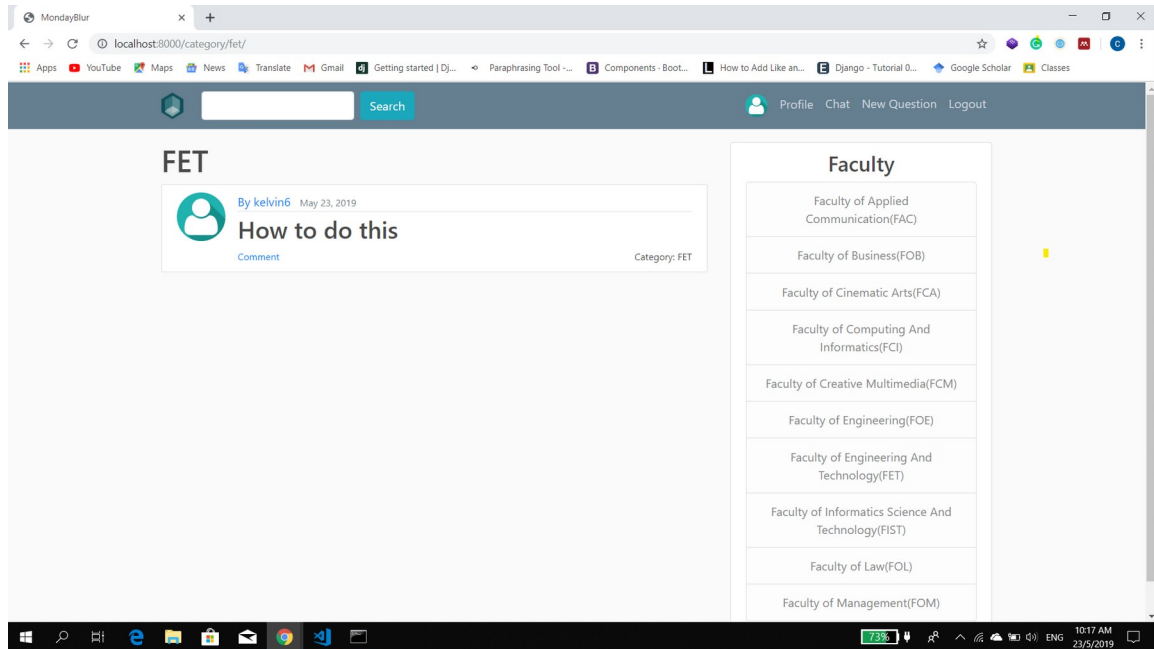 MondayBlur
localhost:8000/category/fet/
Apps YouTube Maps News Translate Gmail Getting started | Dj... Paraphrasing Tool -... Components · Boot... How to Add Like an... Django - Tutorial 0... Google Scholar Classes
Search Profile Chat New Question Logout
FET
By kelvin6 May 23, 2019
How to do this
Comment Category: FET
Faculty
Faculty of Applied
Communication(FAC)
Faculty of Business(FOB)
Faculty of Cinematic Arts(FCA)
Faculty of Computing And
Informatics(FCI)
Faculty of Creative Multimedia(FCM)
Faculty of Engineering(FOE)
Faculty of Engineering And
Technology(FET)
Faculty of Informatics Science And
Technology(FIST)
Faculty of Law(FOL)
Faculty of Management(FOM)
73% ENG 10:17 AM
23/5/2019